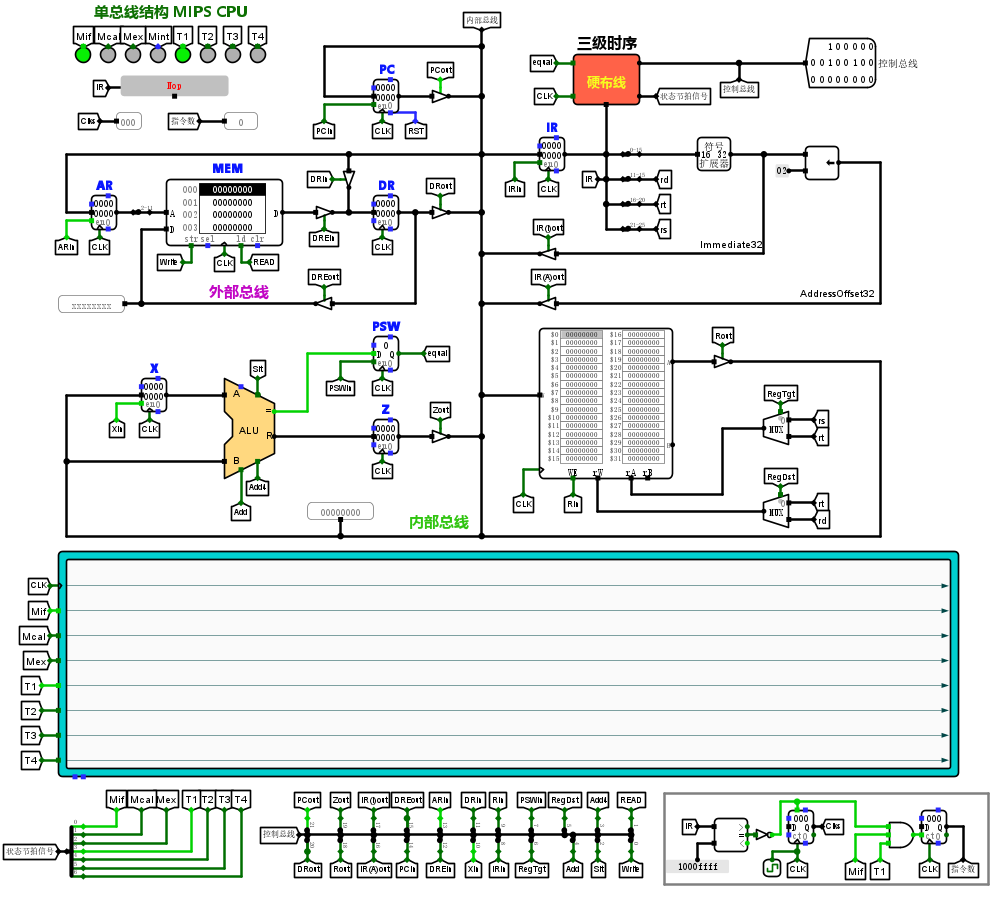 单总线结构 MIPS CPU
Mif Mcal Mex Mint T1 T2 T3 T4
IR Nop
Clks 000 指令数 0
内部总线
PC
0000
0000
en0
PCout
PCIn CLK RST
三级时序
equal
硬布线
CLK
状态节拍信号
控制总线
100000
00100100
00000000
控制总线
IR
0000
0000
en0
IRIn CLK
0-15
符号
16 32
扩展器
02
←
IR
11-15 rd
16-20 rt
21-25 rs
IR(I)out
Immediate32
IR(A)out
AddressOffset32
AR
0000
0000
en0
ARIn CLK
2-11
MEM
000 00000000
001 00000000
002 00000000
003 00000000
A D D
str sel ld clr
Write CLK READ
DRIn
DREIn
DR
0000
0000
en0
CLK
DRout
DREout
外部总线
xxxxxxxx
X
0000
0000
en0
XIn CLK
Slt
A
=
ALU
R
B
Add4
Add
PSW
0
D Q
en0
PSWIn CLK
equal
Z
0000
0000
en0
CLK
Zout
00000000
内部总线
$0 00000000 $16 00000000
$1 00000000 $17 00000000
$2 00000000 $18 00000000
$3 00000000 $19 00000000
$4 00000000 $20 00000000
$5 00000000 $21 00000000
$6 00000000 $22 00000000
$7 00000000 $23 00000000
$8 00000000 $24 00000000
$9 00000000 $25 00000000
$10 00000000 $26 00000000
$11 00000000 $27 00000000
$12 00000000 $28 00000000
$13 00000000 $29 00000000
$14 00000000 $30 00000000
$15 00000000 $31 00000000
WE rW rA rB
CLK RIn
Rout
RegTgt
0
MUX
rs
rt
RegDst
0
MUX
rt
rd
CLK
Mif
Mcal
Mex
T1
T2
T3
T4
Mif Mcal Mex T1 T2 T3 T4
状态节拍信号
PCout Zout IR(I)out DREout ARIn DRIn RIn PSWIn RegDst Add4 READ
控制总线
DRout Rout IR(A)out PCIn DREIn XIn IRIn RegTgt Add Slt Write
IR
1000ffff
000
D Q
ct0
Clks
CLK
Mif T1
000
D Q
ct0
CLK 指令数